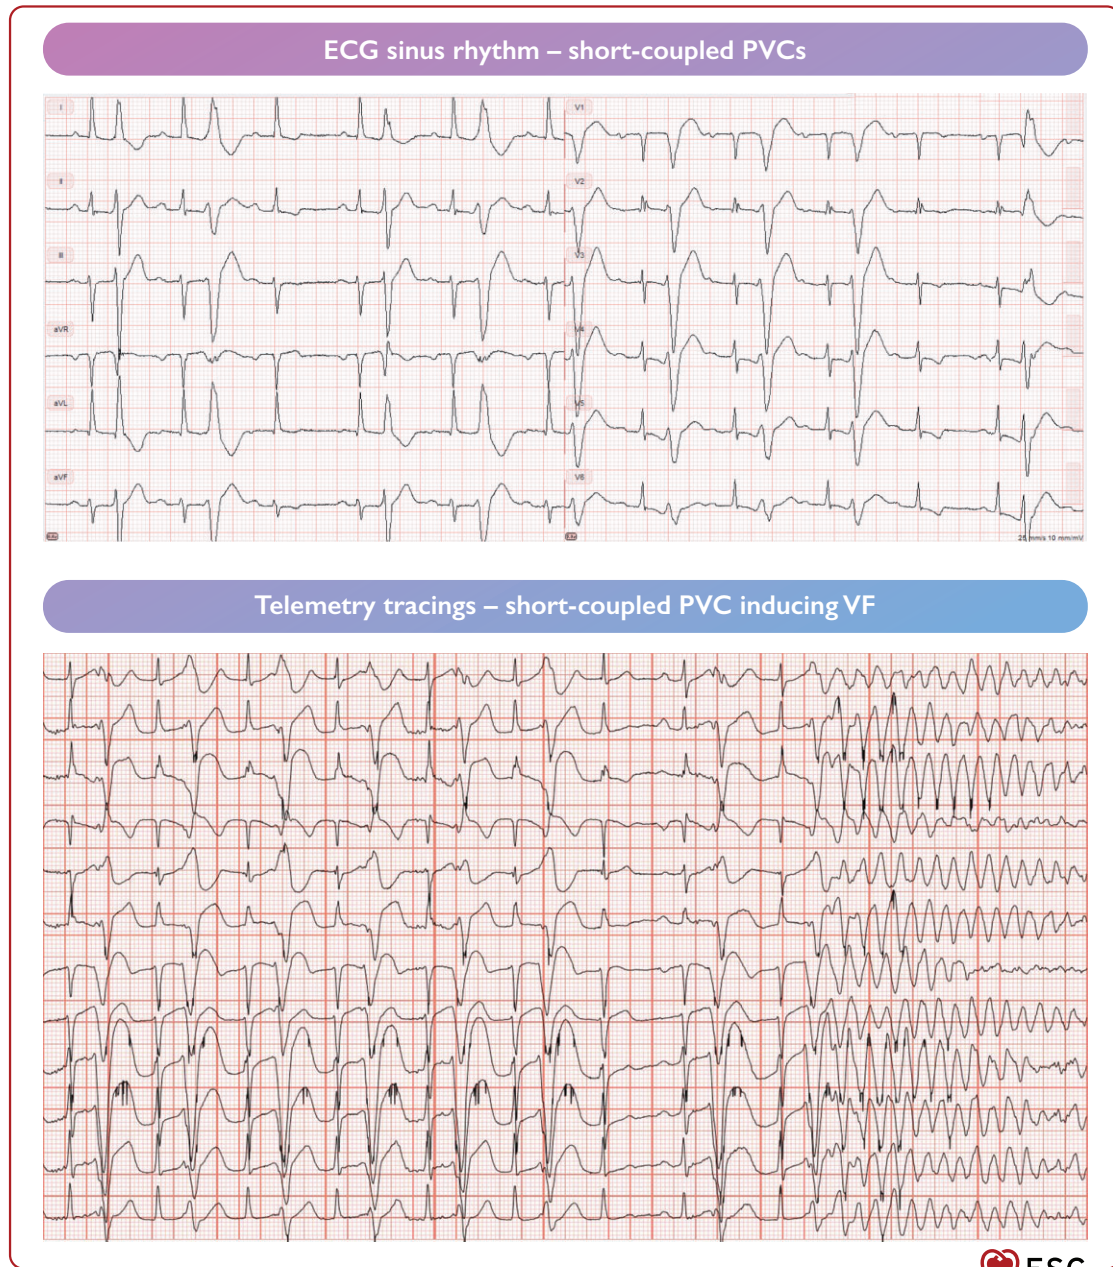 ECG sinus rhythm – short-coupled PVCs
I
V1
II
V2
III
V3
aVR
V4
aVL
V5
aVF
V6
25 mm/s 10 mm/mV
Telemetry tracings – short-coupled PVC inducing VF
ESC